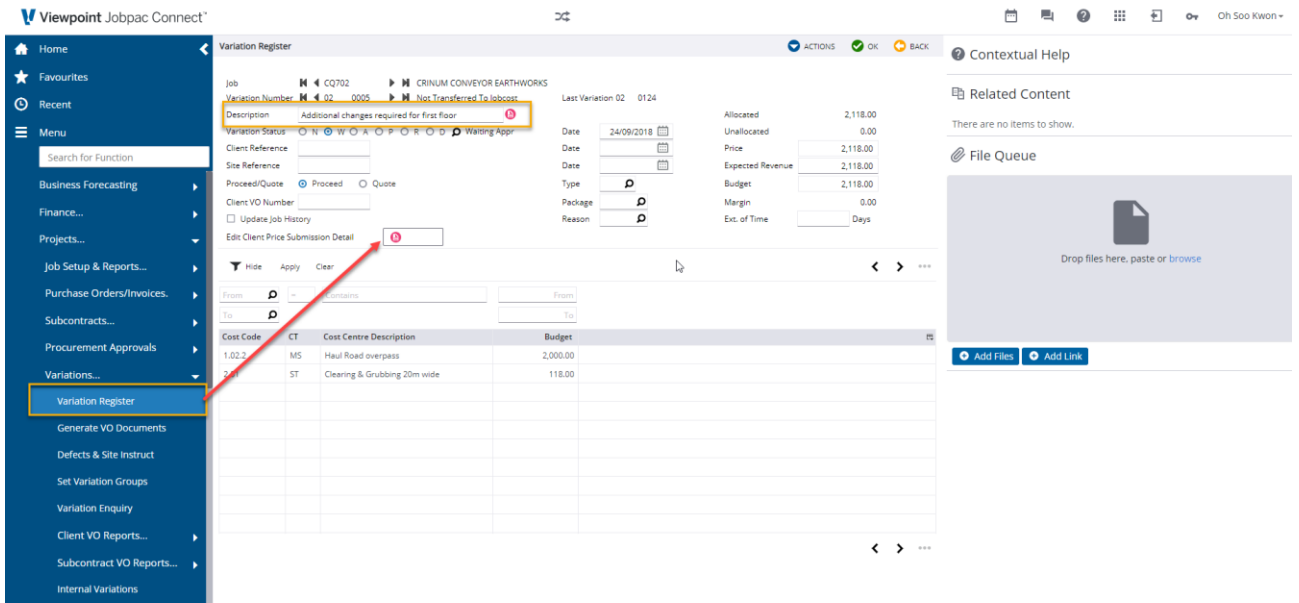 Viewpoint Jobpac Connect™
Oh Soo Kwon
Home
Favourites
Recent
Menu
Search for Function
Business Forecasting
Finance...
Projects...
Job Setup & Reports...
Purchase Orders/Invoices.
Subcontracts...
Procurement Approvals
Variations...
Variation Register
Generate VO Documents
Defects & Site Instruct
Set Variation Groups
Variation Enquiry
Client VO Reports...
Subcontract VO Reports...
Internal Variations
Variation Register ACTIONS OK BACK
Job CQ702 CRINUM CONVEYOR EARTHWORKS
Variation Number 02 0005 Not Transferred To Jobcost Last Variation 02 0124
Description Additional changes required for first floor Allocated 2,118.00
Variation Status N W A P O R O D Waiting Appr Date 24/09/2018 Unallocated 0.00
Client Reference Date Price 2,118.00
Site Reference Date Expected Revenue 2,118.00
Proceed/Quote Proceed Quote Type Budget 2,118.00
Client VO Number Package Margin 0.00
Update Job History Reason Ext. of Time Days
Edit Client Price Submission Detail
Hide Apply Clear
From = Contains From
To To
Cost Code CT Cost Centre Description Budget
1.02.2 MS Haul Road overpass 2,000.00
ST Clearing & Grubbing 20m wide 118.00
Contextual Help
Related Content
There are no items to show.
File Queue
Drop files here, paste or browse
Add Files Add Link